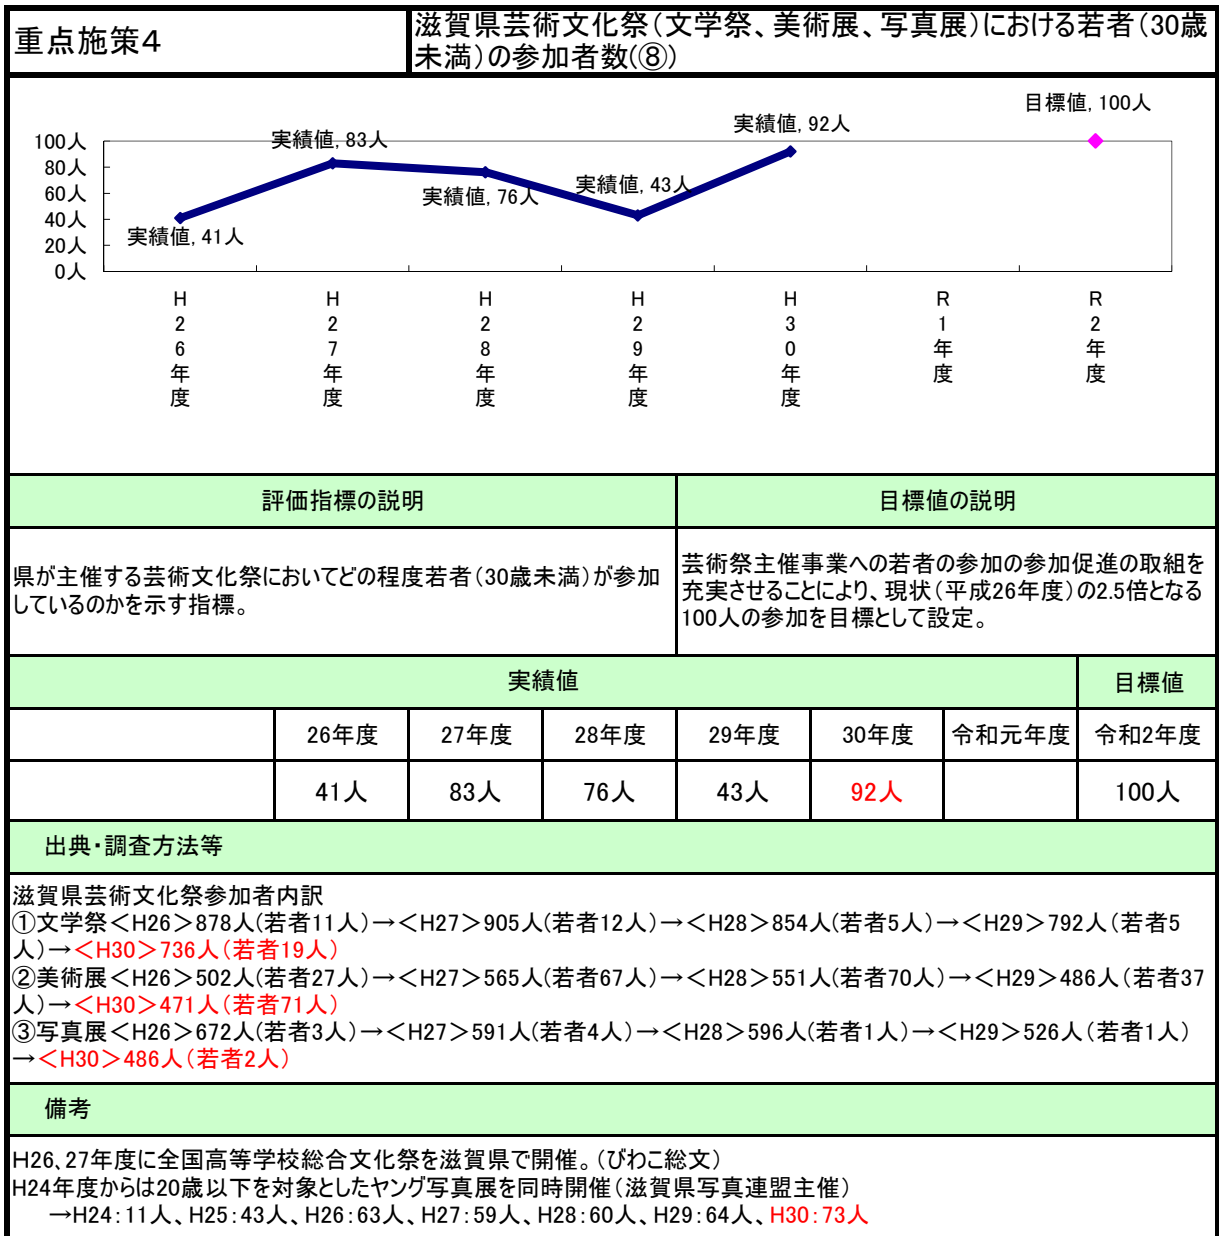 重点施策4
滋賀県芸術文化祭（文学祭、美術展、写真展）における若者（30歳
未満）の参加者数(⑧)
目標値, 100人
実績値, 92人
実績値, 83人
実績値, 76人
実績値, 43人
実績値, 41人
100人
80人
60人
40人
20人
0人
H26年度
H27年度
H28年度
H29年度
H30年度
R1年度
R2年度
評価指標の説明
目標値の説明
県が主催する芸術文化祭においてどの程度若者（30歳未満）が参加
しているのかを示す指標。
芸術祭主催事業への若者の参加の参加促進の取組を
充実させることにより、現状（平成26年度）の2.5倍となる
100人の参加を目標として設定。
実績値
目標値
26年度 27年度 28年度 29年度 30年度 令和元年度 令和2年度
41人 83人 76人 43人 92人 100人
出典・調査方法等
滋賀県芸術文化祭参加者内訳
①文学祭＜H26＞878人(若者11人)→＜H27＞905人(若者12人)→＜H28＞854人(若者5人)→＜H29＞792人(若者5
人)→＜H30＞736人(若者19人)
②美術展＜H26＞502人(若者27人)→＜H27＞565人(若者67人)→＜H28＞551人(若者70人)→＜H29＞486人(若者37
人)→＜H30＞471人(若者71人)
③写真展＜H26＞672人(若者3人)→＜H27＞591人(若者4人)→＜H28＞596人(若者1人)→＜H29＞526人(若者1人)
→＜H30＞486人(若者2人)
備考
H26、27年度に全国高等学校総合文化祭を滋賀県で開催。（びわこ総文）
H24年度からは20歳以下を対象としたヤング写真展を同時開催（滋賀県写真連盟主催）
→H24：11人、H25：43人、H26：63人、H27：59人、H28：60人、H29：64人、H30：73人